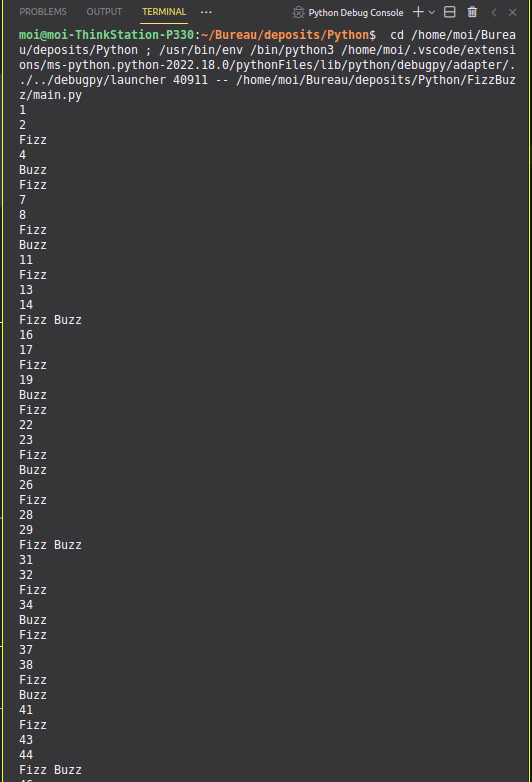 PROBLEMS OUTPUT TERMINAL ··· Python Debug Console
moi@moi-ThinkStation-P330:~/Bureau/deposits/Python$ cd /home/moi/Burea
u/deposits/Python ; /usr/bin/env /bin/python3 /home/moi/.vscode/extensi
ons/ms-python.python-2022.18.0/pythonFiles/lib/python/debugpy/adapter/.
./../debugpy/launcher 40911 -- /home/moi/Bureau/deposits/Python/FizzBuz
z/main.py
1
2
Fizz
4
Buzz
Fizz
7
8
Fizz
Buzz
11
Fizz
13
14
Fizz Buzz
16
17
Fizz
19
Buzz
Fizz
22
23
Fizz
Buzz
26
Fizz
28
29
Fizz Buzz
31
32
Fizz
34
Buzz
Fizz
37
38
Fizz
Buzz
41
Fizz
43
44
Fizz Buzz